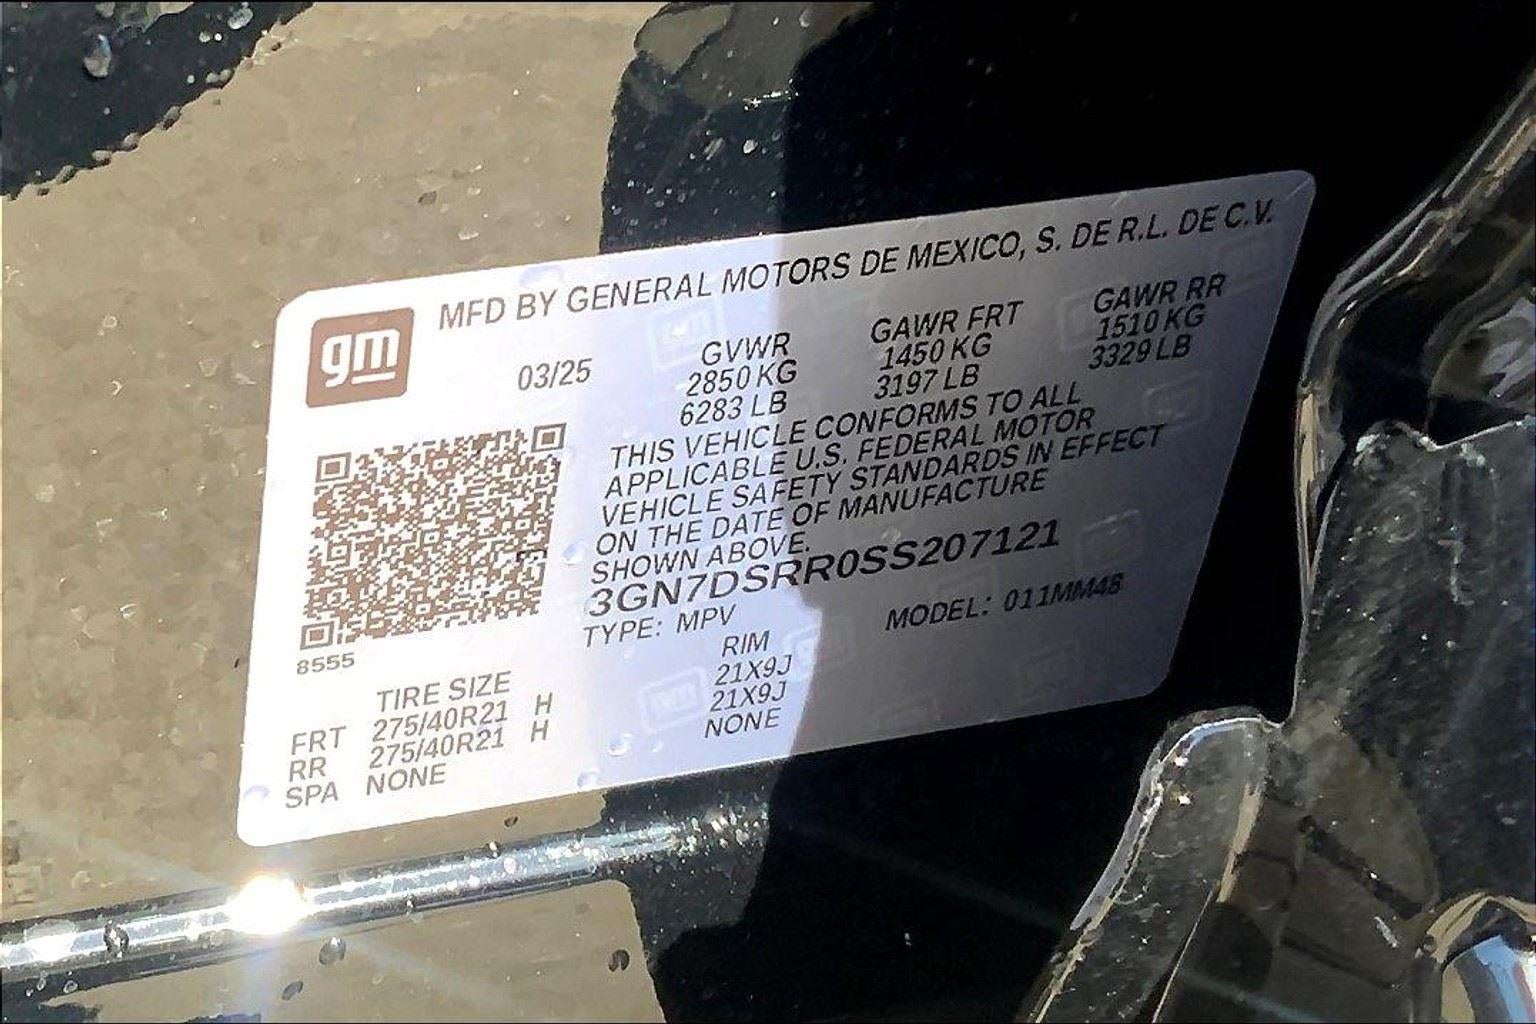 MFD BY GENERAL MOTORS DE MEXICO, S. DE R.L. DE C.V.
gm
03/25
GVWR GAWR FRT GAWR RR
2850 KG 1450 KG 1510 KG
6283 LB 3197 LB 3329 LB
THIS VEHICLE CONFORMS TO ALL
APPLICABLE U.S. FEDERAL MOTOR
VEHICLE SAFETY STANDARDS IN EFFECT
ON THE DATE OF MANUFACTURE
SHOWN ABOVE.
3GN7DSRR0SS207121
TYPE: MPV MODEL: 011MM48
8555
TIRE SIZE RIM
FRT 275/40R21 H 21X9J
RR 275/40R21 H 21X9J
SPA NONE NONE